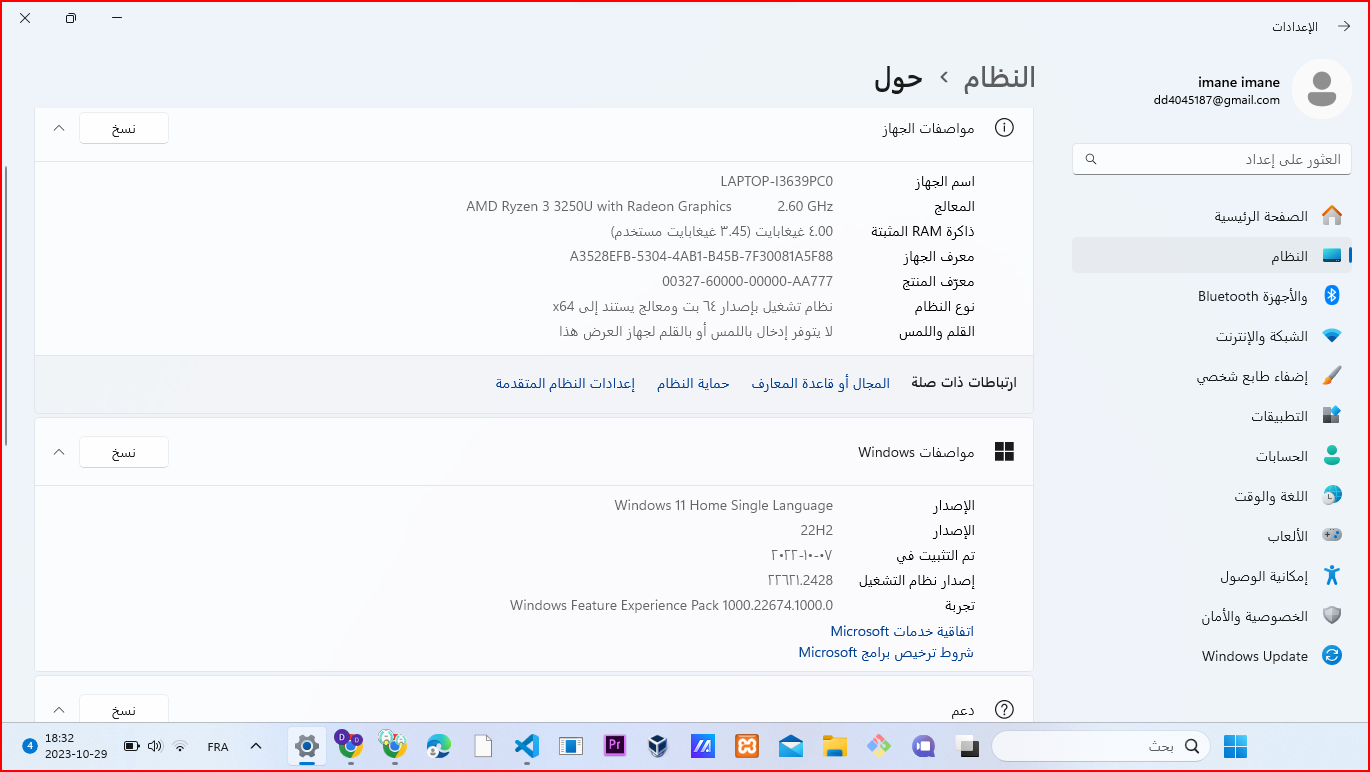 الإعدادات
imane imane
dd4045187@gmail.com
العثور على إعداد
الصفحة الرئيسية
النظام
والأجهزة Bluetooth
الشبكة والإنترنت
إضفاء طابع شخصي
التطبيقات
الحسابات
اللغة والوقت
الألعاب
إمكانية الوصول
الخصوصية والأمان
Windows Update
النظام › حول
مواصفات الجهاز نسخ
اسم الجهاز LAPTOP-I3639PC0
المعالج AMD Ryzen 3 3250U with Radeon Graphics 2.60 GHz
ذاكرة RAM المثبتة ٤.00 غيغابايت (٣.45 غيغابايت مستخدم)
معرف الجهاز A3528EFB-5304-4AB1-B45B-7F30081A5F88
معرّف المنتج 00327-60000-00000-AA777
نوع النظام نظام تشغيل بإصدار ٦٤ بت ومعالج يستند إلى x64
القلم واللمس لا يتوفر إدخال باللمس أو بالقلم لجهاز العرض هذا
ارتباطات ذات صلة المجال أو قاعدة المعارف حماية النظام إعدادات النظام المتقدمة
مواصفات Windows نسخ
الإصدار Windows 11 Home Single Language
الإصدار 22H2
تم التثبيت في ٠٧-١٠-٢٠٢٢
إصدار نظام التشغيل ٢٢٦٢١.2428
تجربة Windows Feature Experience Pack 1000.22674.1000.0
اتفاقية خدمات Microsoft
شروط ترخيص برامج Microsoft
دعم نسخ
بحث
Pr
D D
A A
FRA
18:32
2023-10-29
4